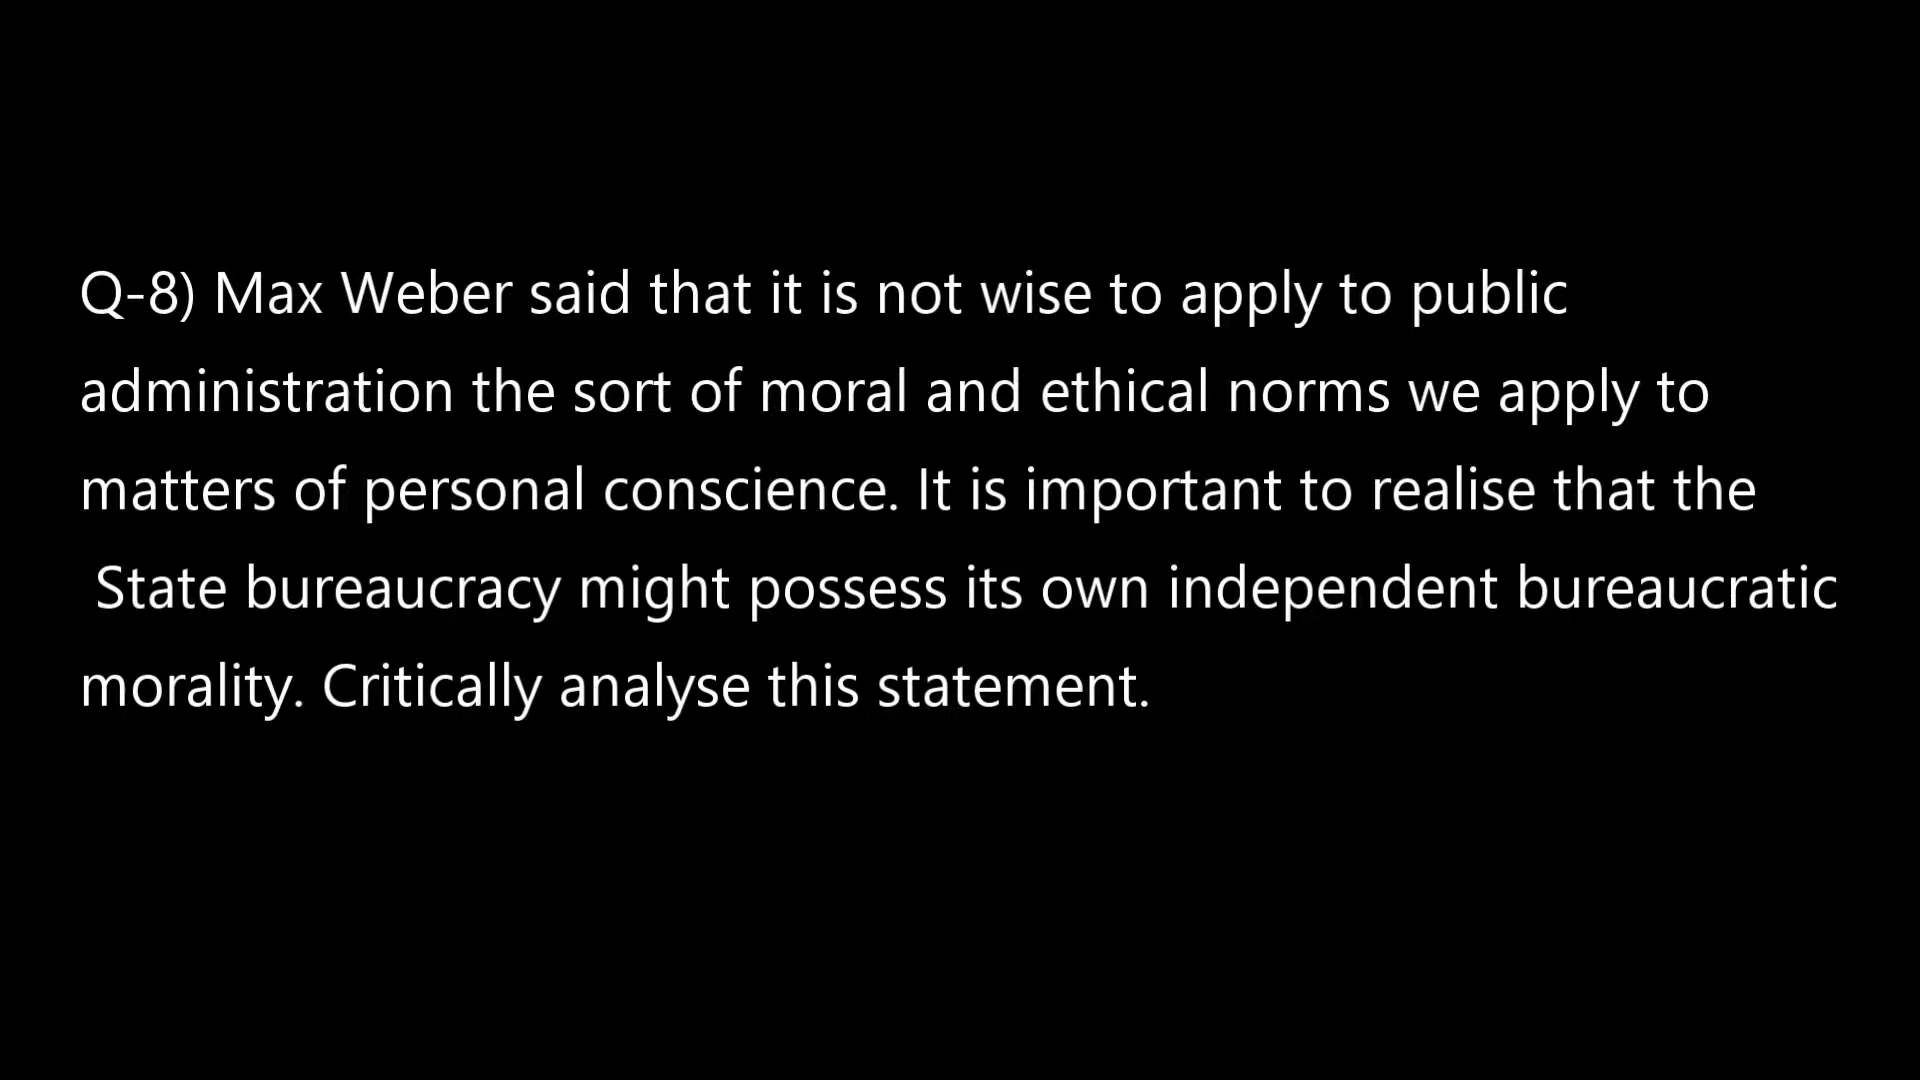 Q-8) Max Weber said that it is not wise to apply to public
administration the sort of moral and ethical norms we apply to
matters of personal conscience. It is important to realise that the
State bureaucracy might possess its own independent bureaucratic
morality. Critically analyse this statement.